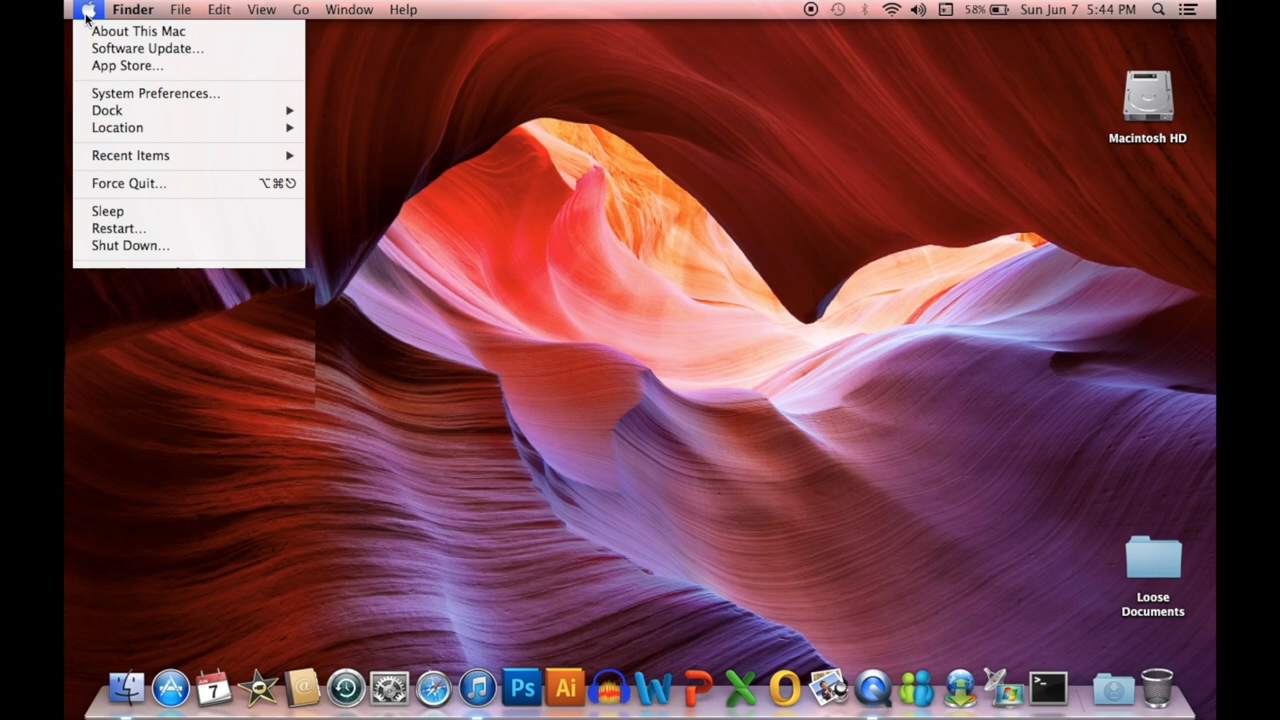 Finder File Edit View Go Window Help 58% Sun Jun 7 5:44 PM
About This Mac
Software Update...
App Store...
System Preferences...
Dock
Location
Recent Items
Force Quit... ⌥⌘⎋
Sleep
Restart...
Shut Down...
Macintosh HD
Loose
Documents
JUN
7
@
Ps
Ai
W
P
X
O
>_